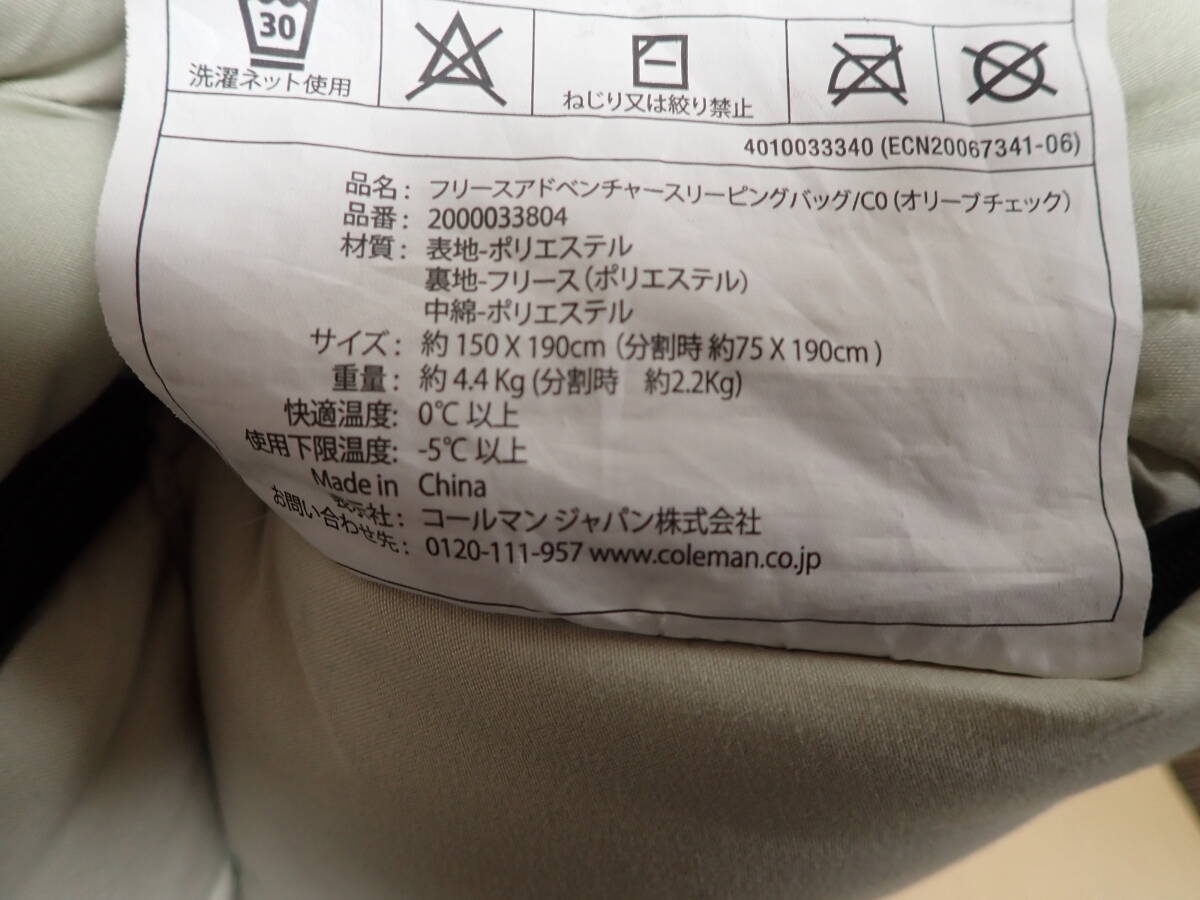 30
洗濯ネット使用
ねじり又は絞り禁止
4010033340 (ECN20067341-06)
品名: フリースアドベンチャースリーピングバッグ/C0 (オリーブチェック)
品番: 2000033804
材質: 表地-ポリエステル
裏地-フリース(ポリエステル)
中綿-ポリエステル
サイズ: 約 150 X 190cm (分割時 約75 X 190cm )
重量: 約 4.4 Kg (分割時 約2.2Kg)
快適温度: 0℃ 以上
使用下限温度: -5℃ 以上
Made in China
表示社: コールマン ジャパン株式会社
お問い合わせ先: 0120-111-957 www.coleman.co.jp